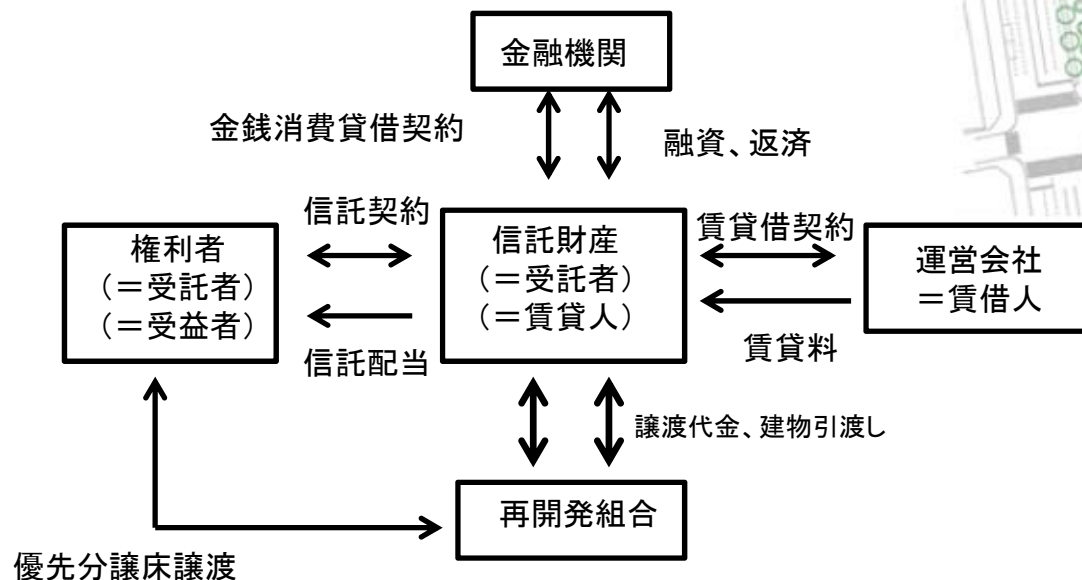 金融機関
金銭消費貸借契約
融資、返済
信託契約
賃貸借契約
権利者
(=受託者)
(=受益者)
信託財産
(=受託者)
(=賃貸人)
運営会社
=賃借人
信託配当
賃貸料
譲渡代金、建物引渡し
再開発組合
優先分譲床譲渡